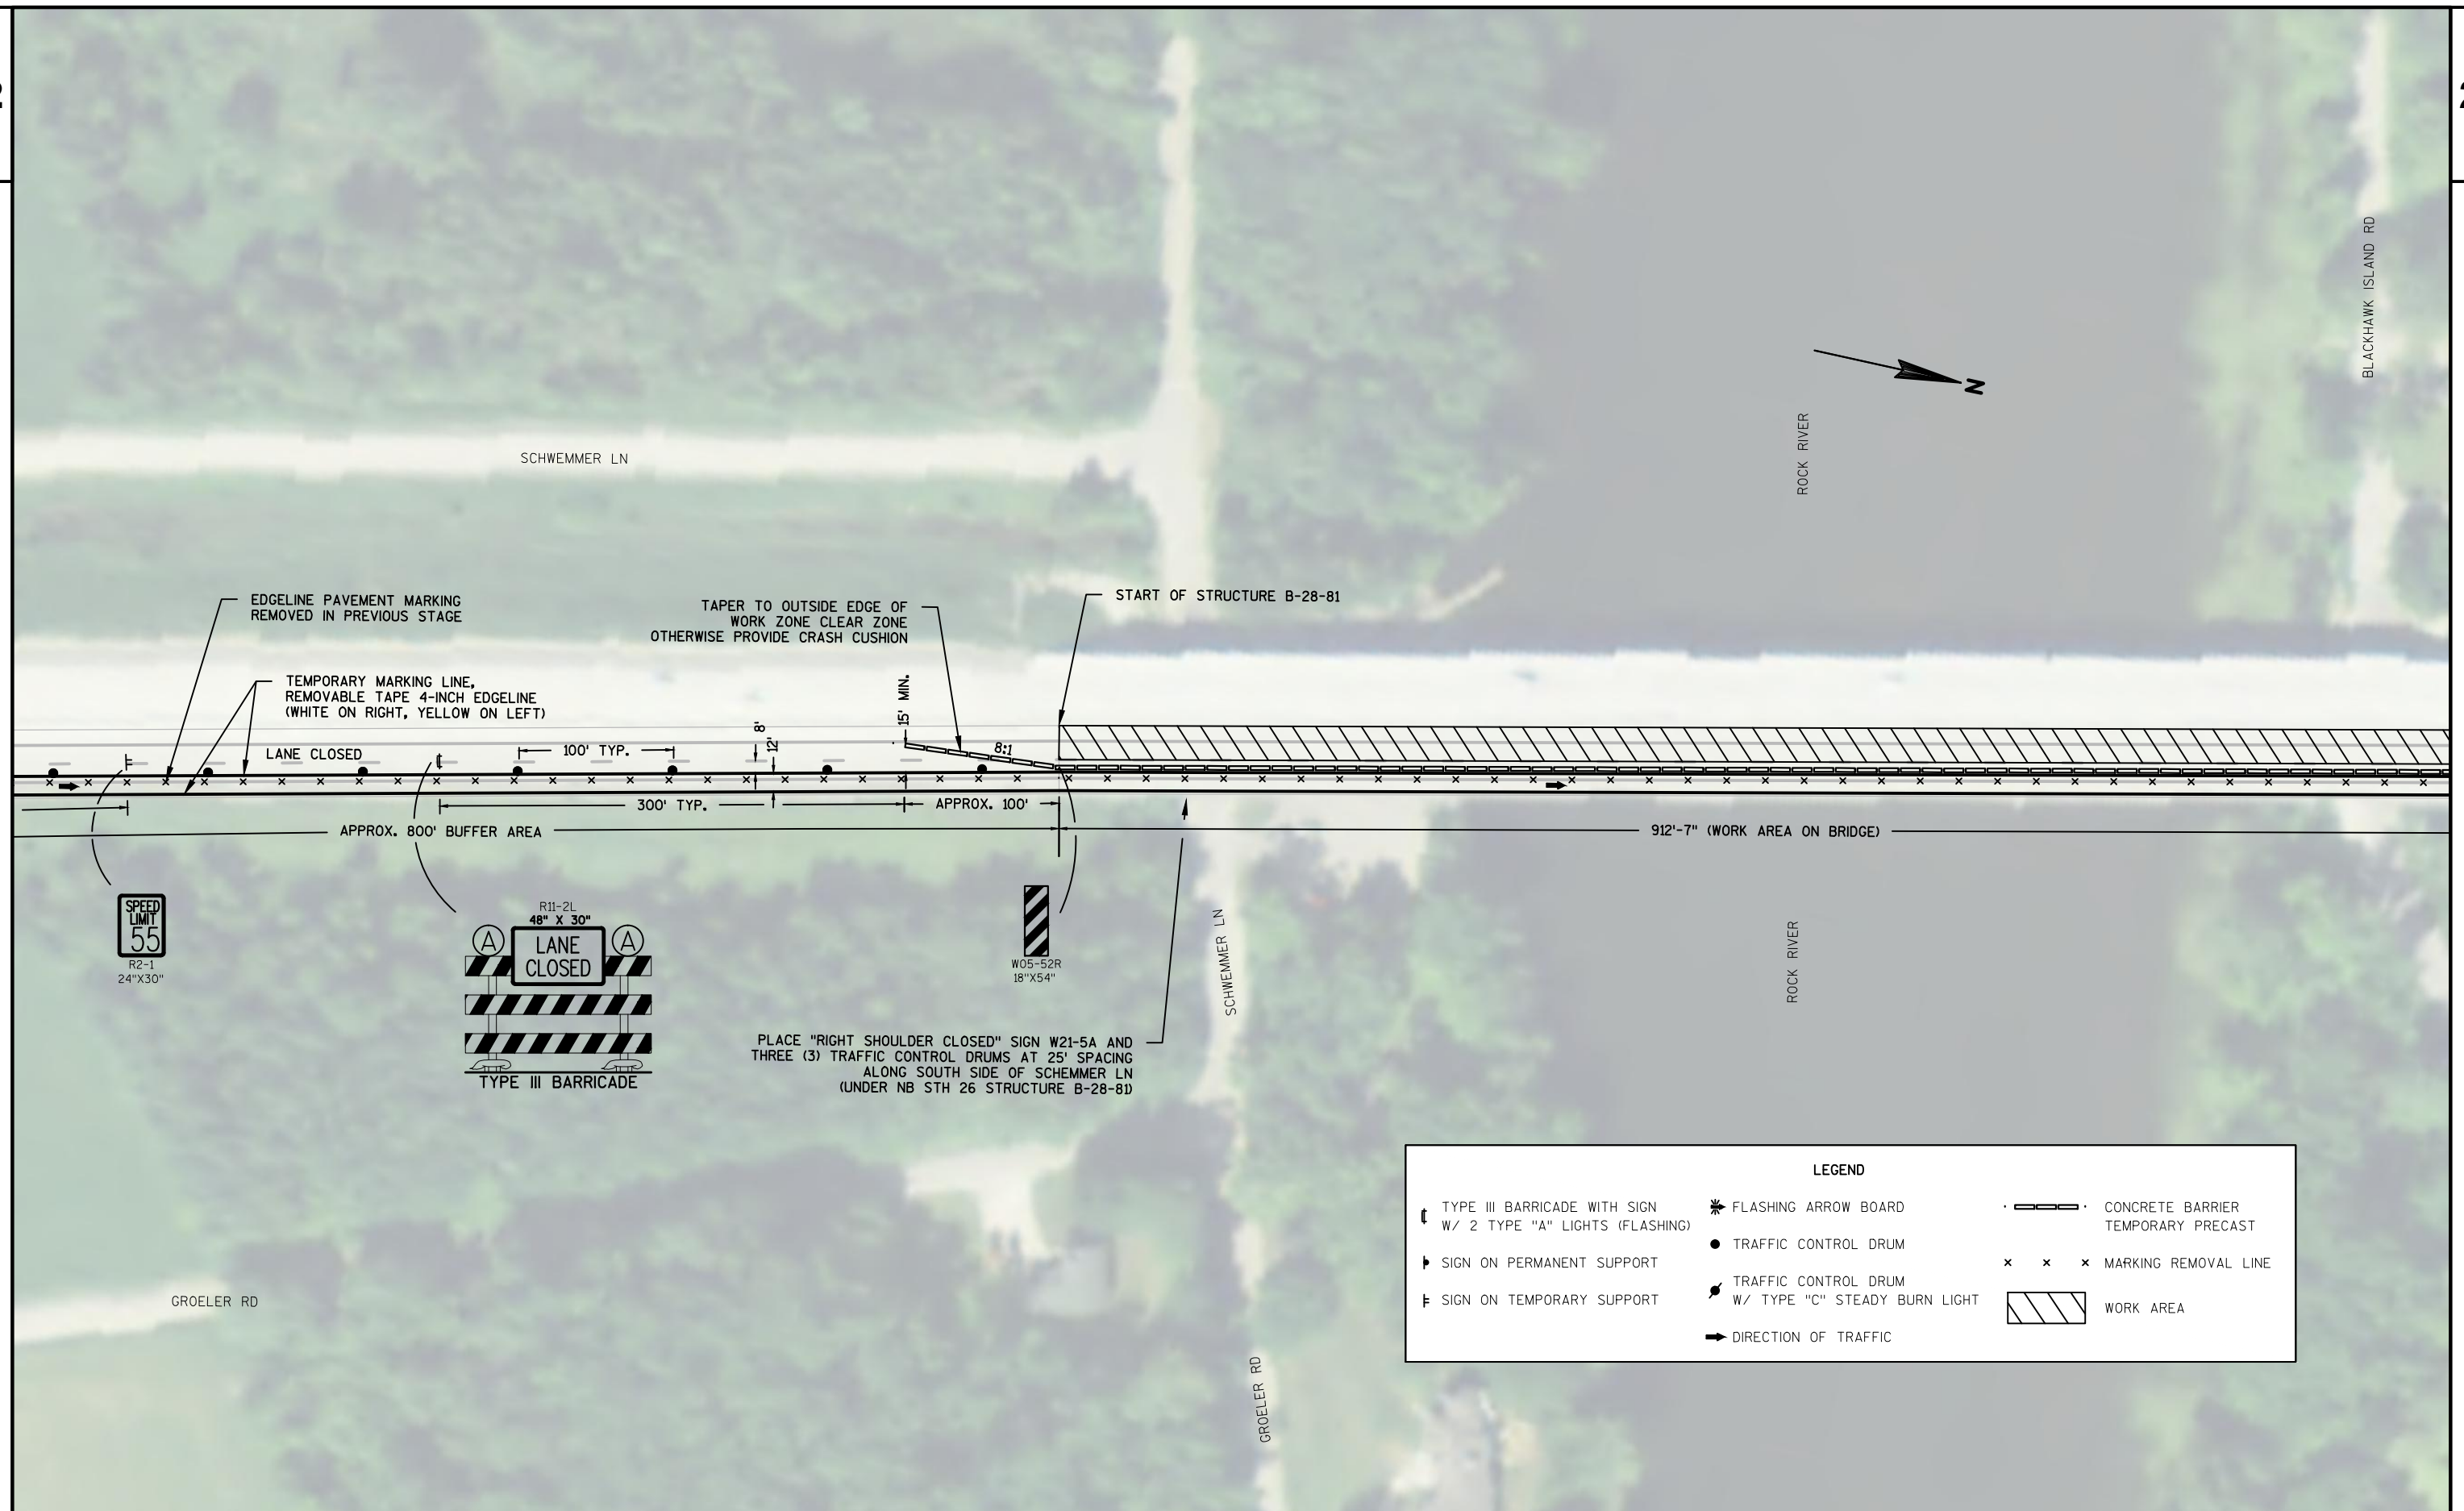 2
2
BLACKHAWK ISLAND RD
N
ROCK RIVER
SCHWEMMER LN
EDGELINE PAVEMENT MARKING
REMOVED IN PREVIOUS STAGE
TAPER TO OUTSIDE EDGE OF
WORK ZONE CLEAR ZONE
OTHERWISE PROVIDE CRASH CUSHION
START OF STRUCTURE B-28-81
TEMPORARY MARKING LINE,
REMOVABLE TAPE 4-INCH EDGELINE
(WHITE ON RIGHT, YELLOW ON LEFT)
LANE CLOSED
100' TYP.
8'
12'
15' MIN.
8:1
300' TYP.
APPROX. 100'
APPROX. 800' BUFFER AREA
912'-7" (WORK AREA ON BRIDGE)
SPEED
LIMIT
55
R2-1
24"X30"
R11-2L
48" X 30"
A
LANE
CLOSED
A
TYPE III BARRICADE
WO5-52R
18"X54"
SCHWEMMER LN
ROCK RIVER
PLACE "RIGHT SHOULDER CLOSED" SIGN W21-5A AND
THREE (3) TRAFFIC CONTROL DRUMS AT 25' SPACING
ALONG SOUTH SIDE OF SCHEMMER LN
(UNDER NB STH 26 STRUCTURE B-28-81)
GROELER RD
GROELER RD
LEGEND
TYPE III BARRICADE WITH SIGN
W/ 2 TYPE "A" LIGHTS (FLASHING)
SIGN ON PERMANENT SUPPORT
SIGN ON TEMPORARY SUPPORT
FLASHING ARROW BOARD
TRAFFIC CONTROL DRUM
TRAFFIC CONTROL DRUM
W/ TYPE "C" STEADY BURN LIGHT
DIRECTION OF TRAFFIC
CONCRETE BARRIER
TEMPORARY PRECAST
MARKING REMOVAL LINE
WORK AREA